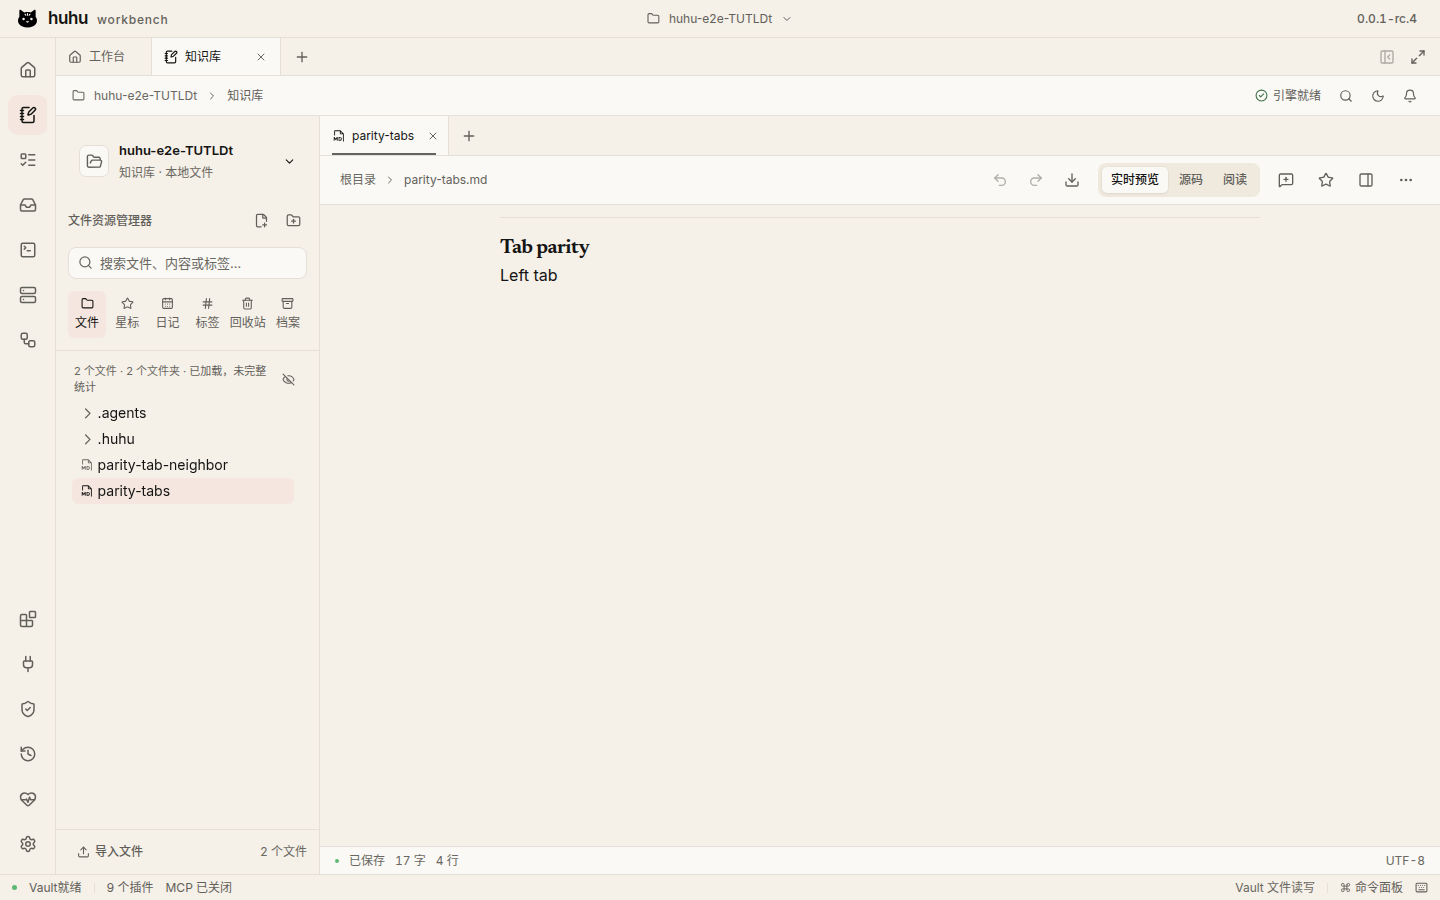 huhu workbench
huhu-e2e-TUTLDt
0.0.1-rc.4
工作台
知识库
huhu-e2e-TUTLDt
知识库
引擎就绪
huhu-e2e-TUTLDt
知识库 · 本地文件
文件资源管理器
搜索文件、内容或标签...
文件
星标
日记
标签
回收站
档案
2 个文件 · 2 个文件夹 · 已加载，未完整
统计
.agents
.huhu
parity-tab-neighbor
parity-tabs
导入文件
2 个文件
parity-tabs
根目录
parity-tabs.md
实时预览
源码
阅读
Tab parity
Left tab
已保存 17 字 4 行
UTF-8
Vault就绪
9 个插件
MCP 已关闭
Vault 文件读写
⌘ 命令面板